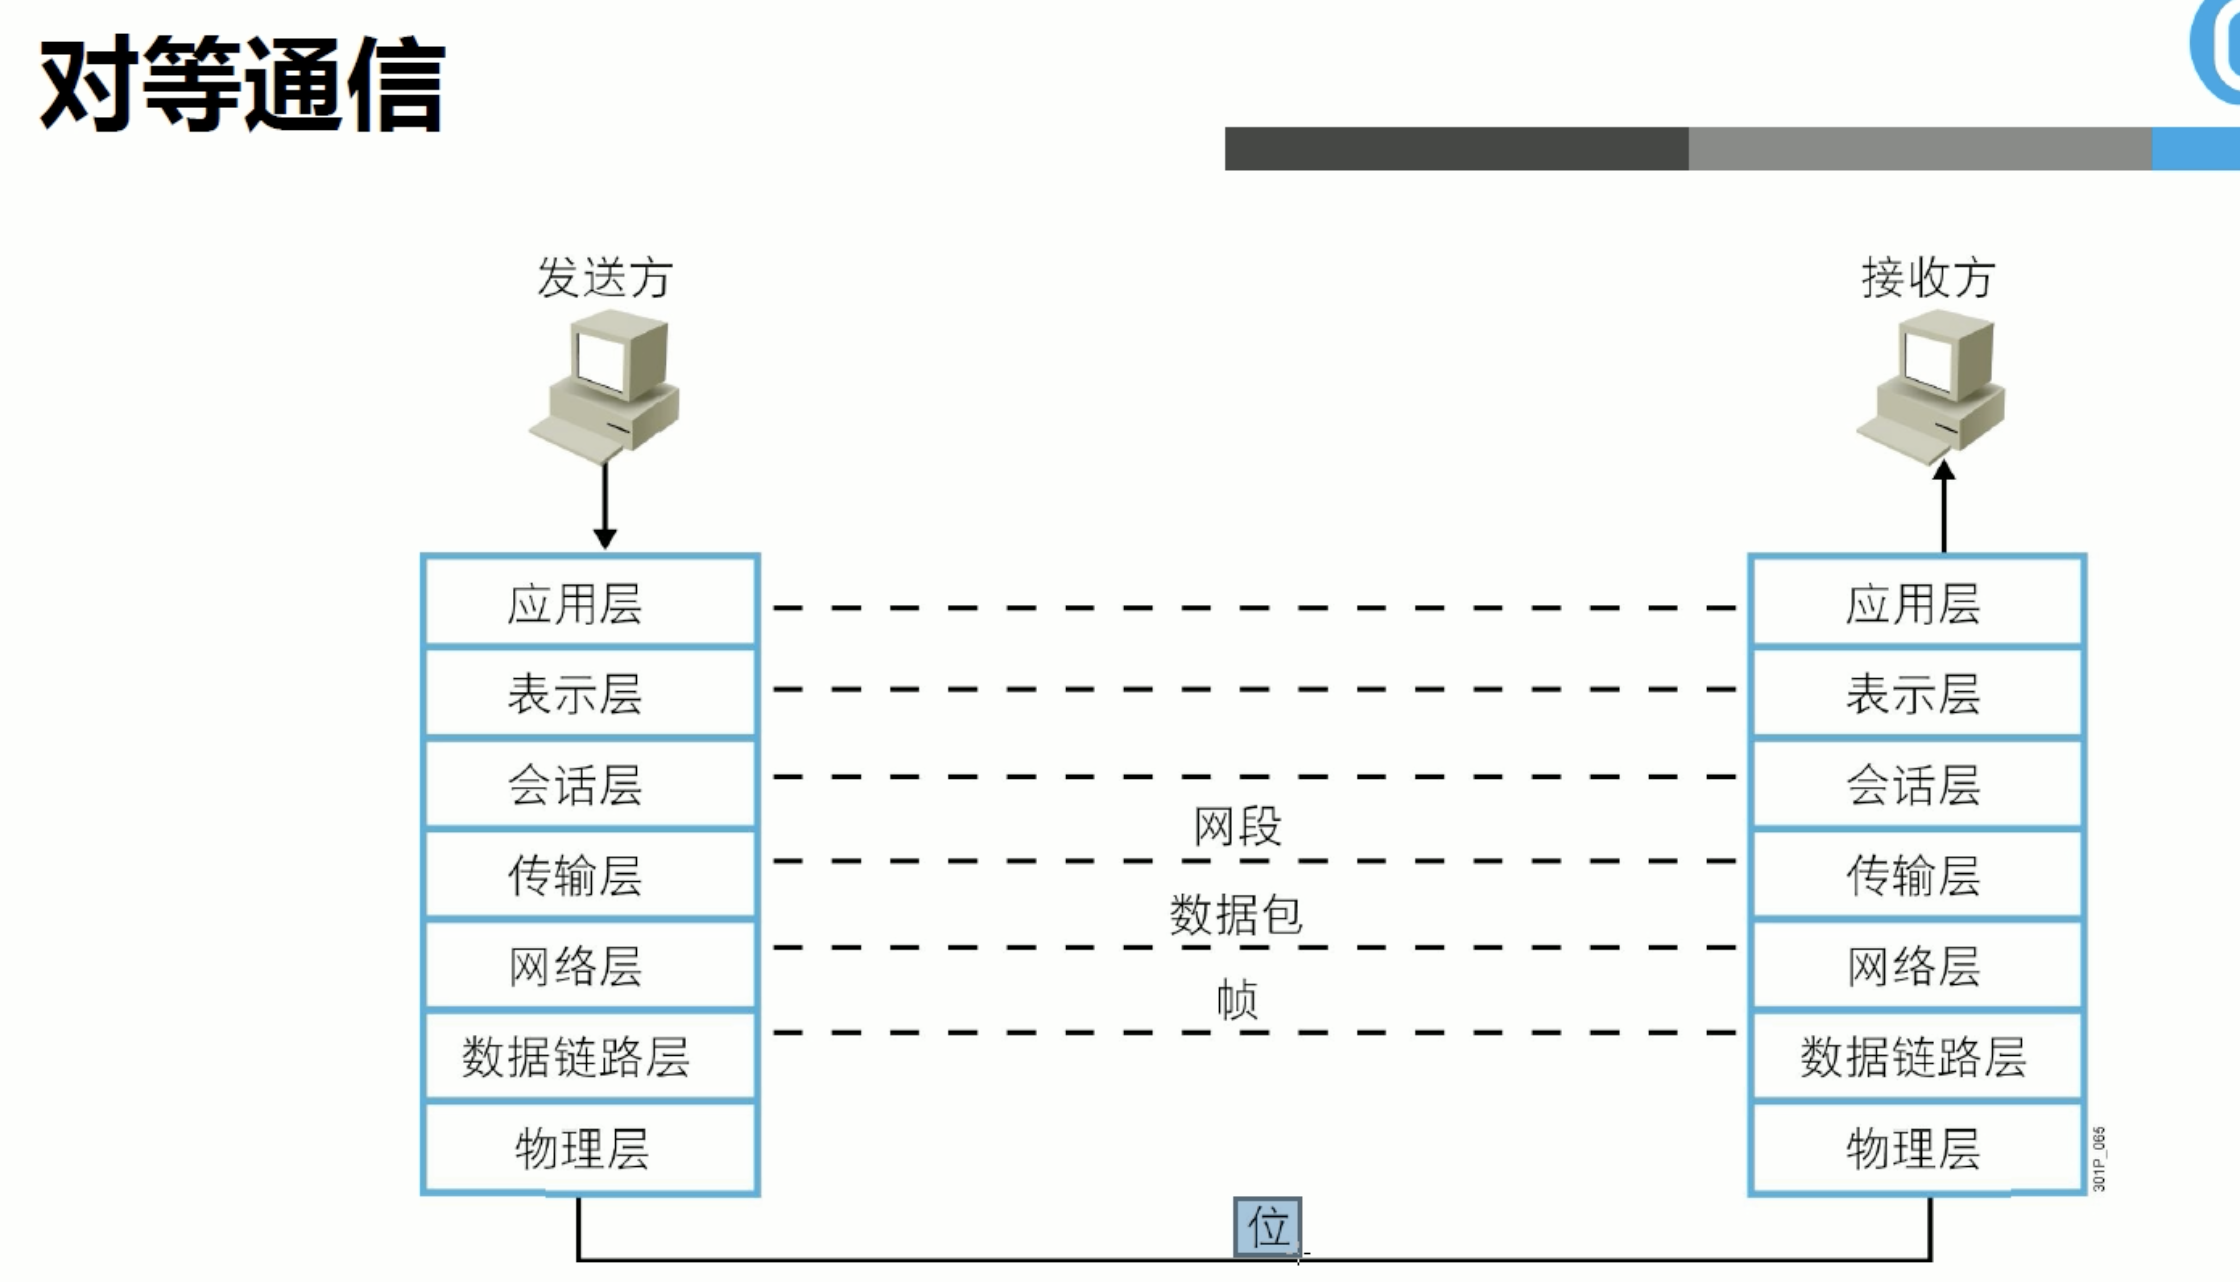 对等通信
发送方
接收方
应用层
应用层
表示层
表示层
会话层
会话层
网段
传输层
传输层
数据包
网络层
网络层
帧
数据链路层
数据链路层
物理层
物理层
301P_065
位